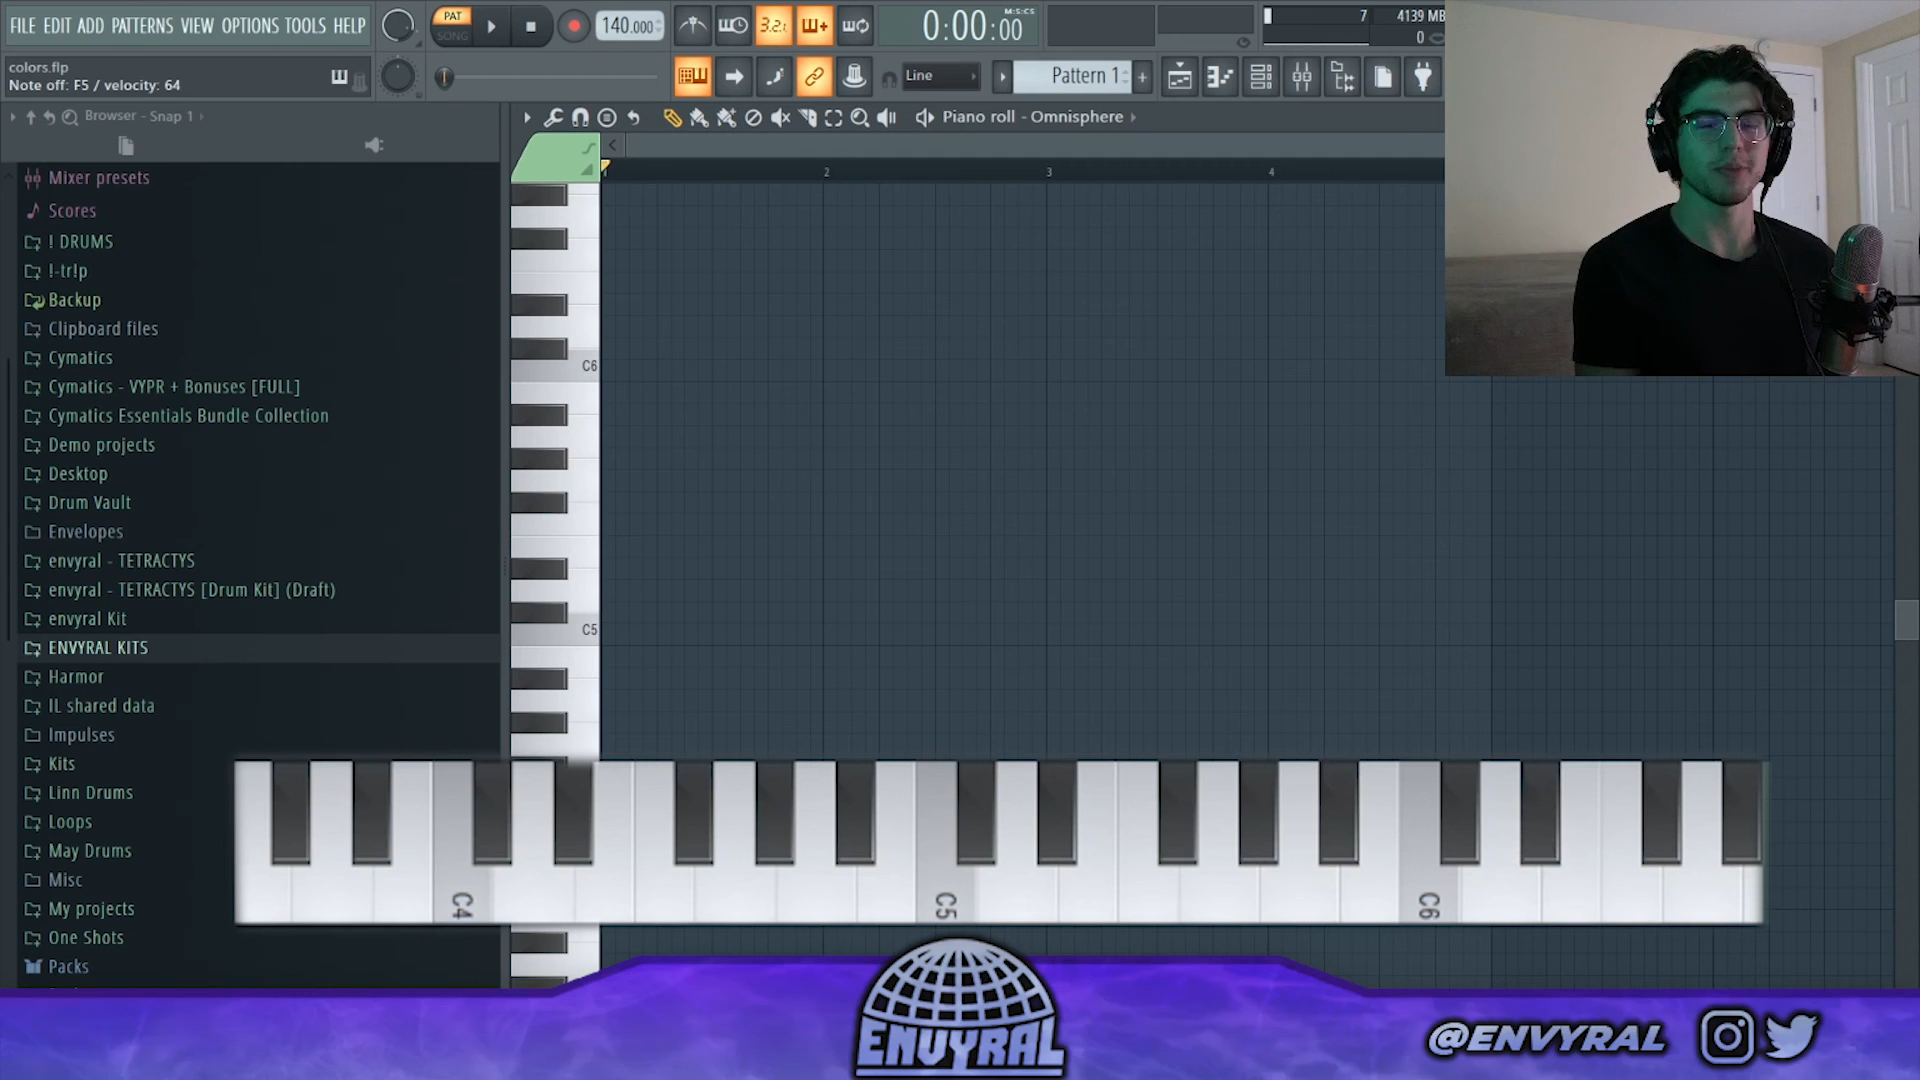 FILE EDIT ADD PATTERNS VIEW OPTIONS TOOLS HELP
PAT
SONG
140.000
3.2.1
0:00:00
M:S:CS
7
4139 MB
0
colors.flp
Note off: F5 / velocity: 64
Line
Pattern 1
Browser - Snap 1
Piano roll - Omnisphere
2
3
4
Mixer presets
Scores
! DRUMS
!-tr!p
Backup
Clipboard files
Cymatics
Cymatics - VYPR + Bonuses [FULL]
Cymatics Essentials Bundle Collection
Demo projects
Desktop
Drum Vault
Envelopes
envyral - TETRACTYS
envyral - TETRACTYS [Drum Kit] (Draft)
envyral Kit
ENVYRAL KITS
Harmor
IL shared data
Impulses
Kits
Linn Drums
Loops
May Drums
Misc
My projects
One Shots
Packs
C6
C5
C4
C5
C6
ENVYRAL
@ENVYRAL